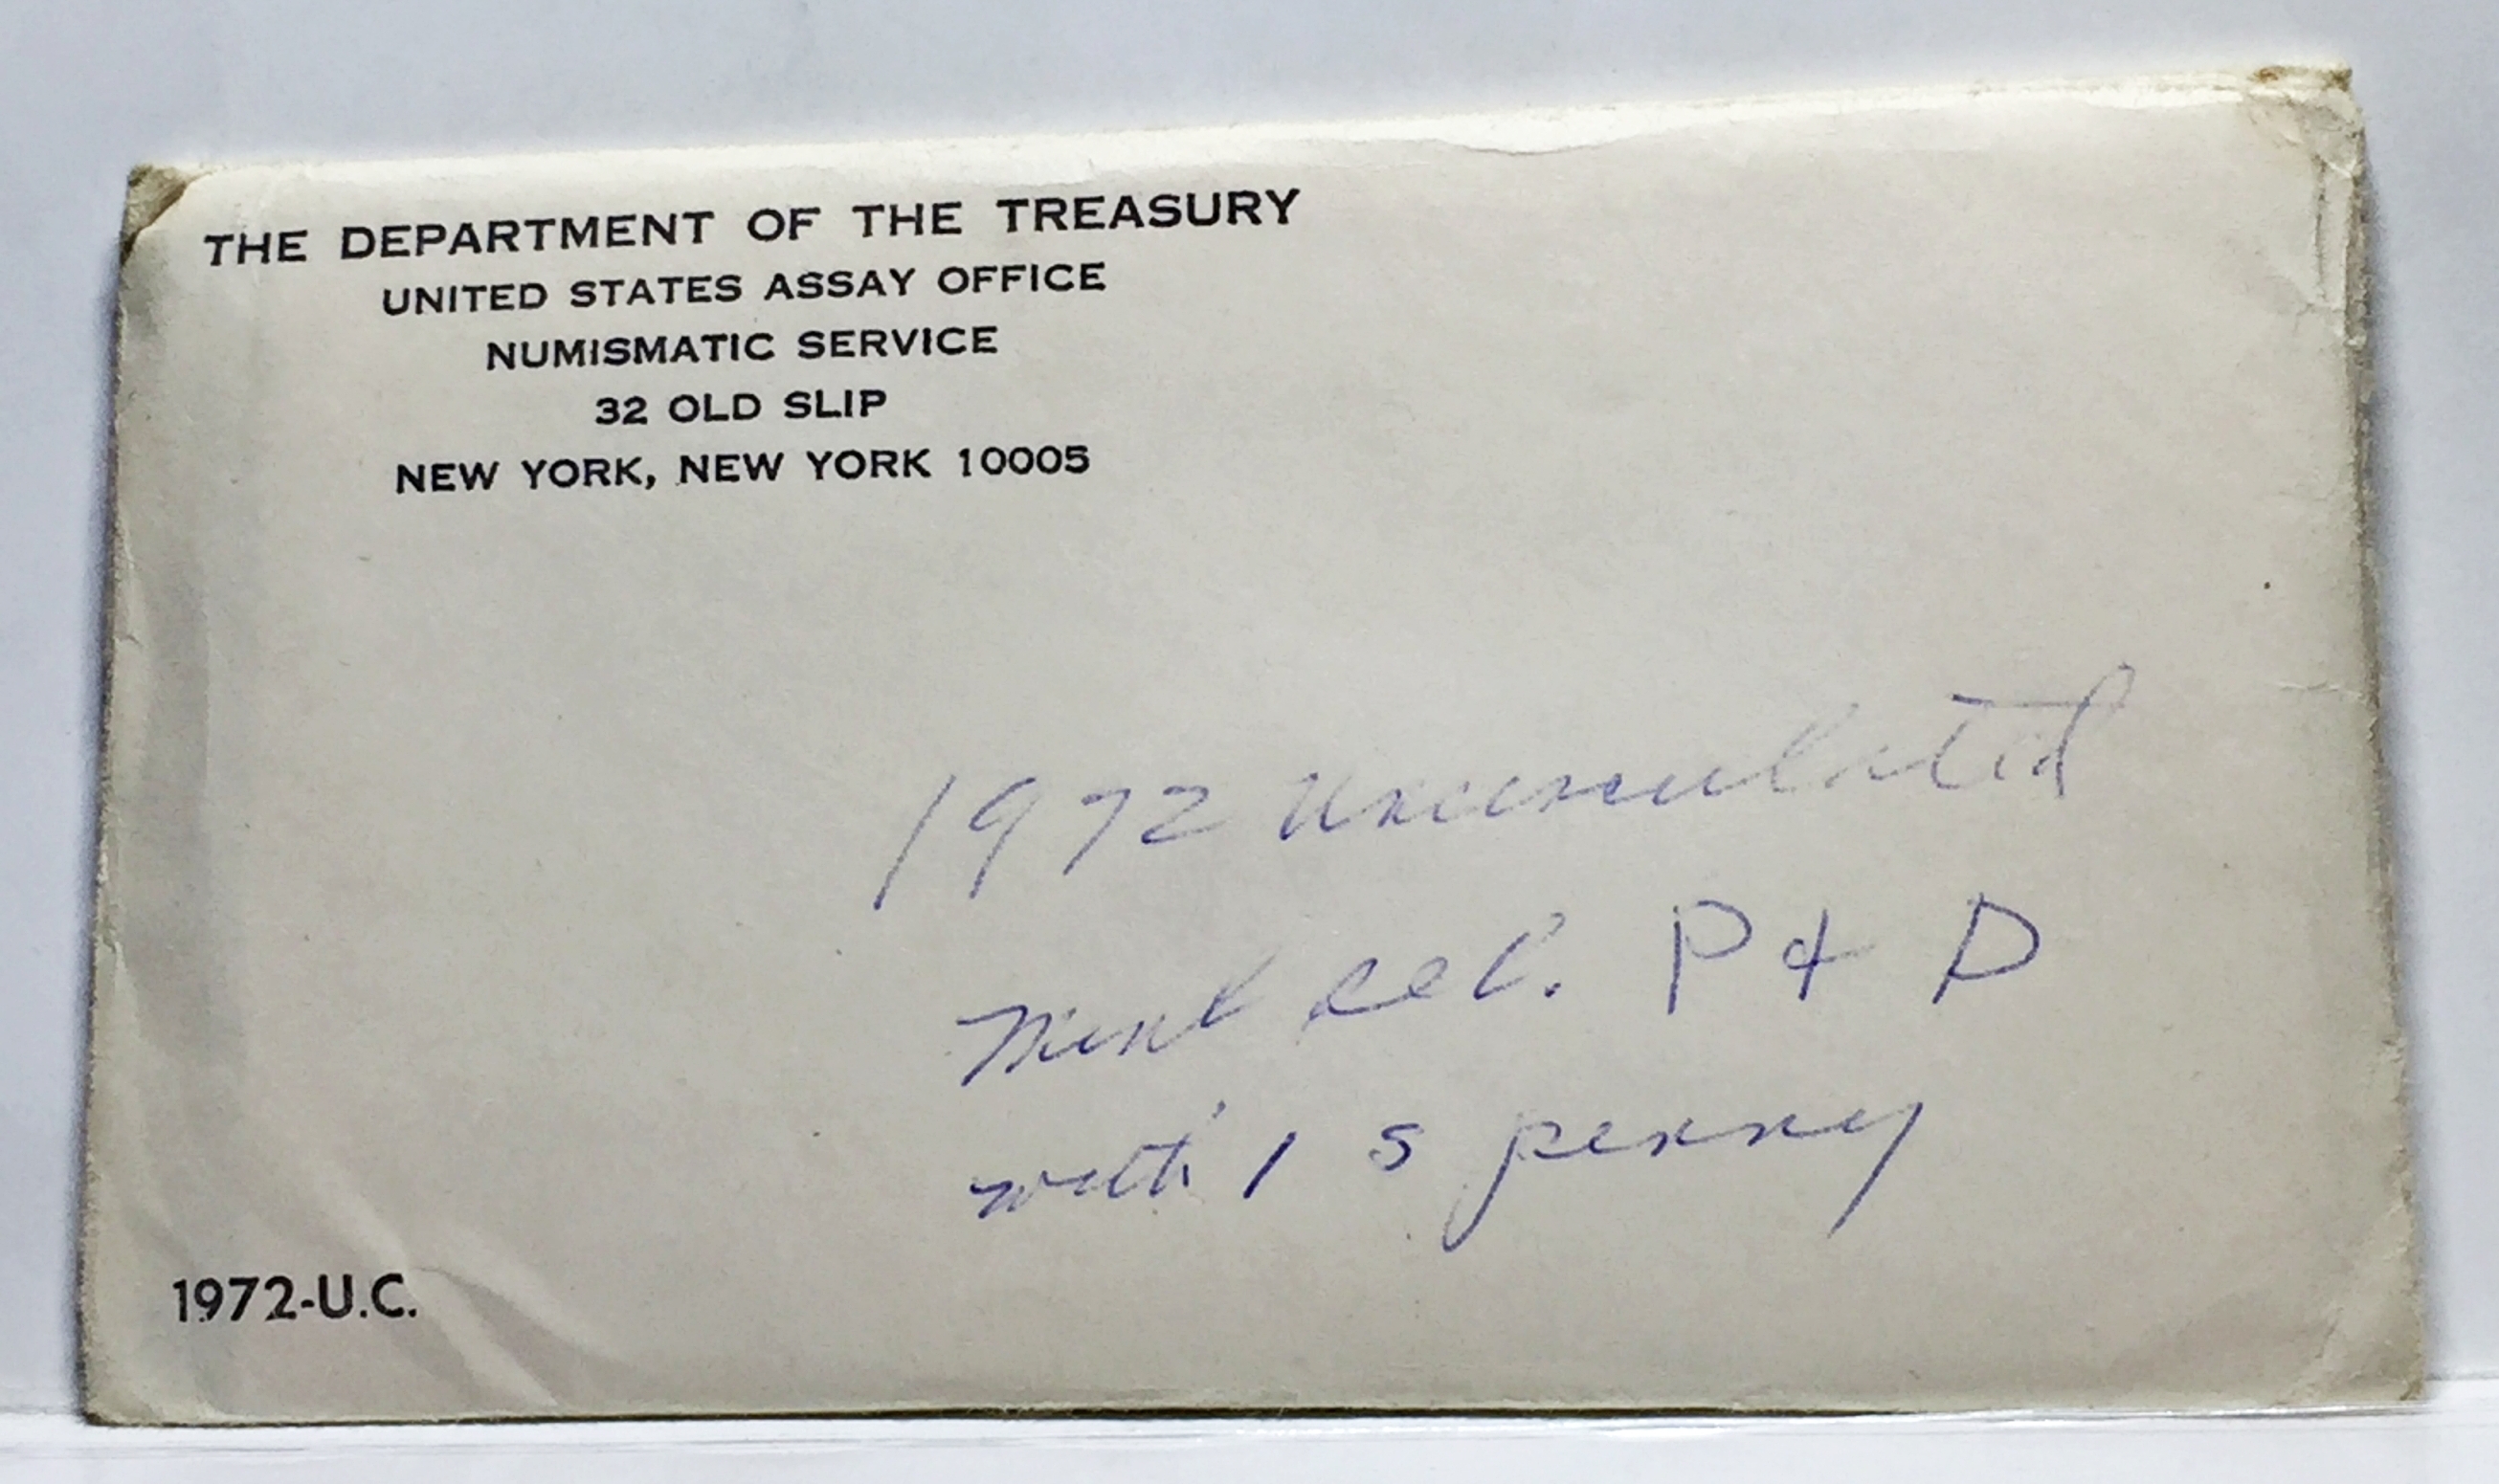 THE DEPARTMENT OF THE TREASURY
UNITED STATES ASSAY OFFICE
NUMISMATIC SERVICE
32 OLD SLIP
NEW YORK, NEW YORK 10005
1972 Uncirculated
Mint set. P & D
with 1 S penny
1972-U.C.